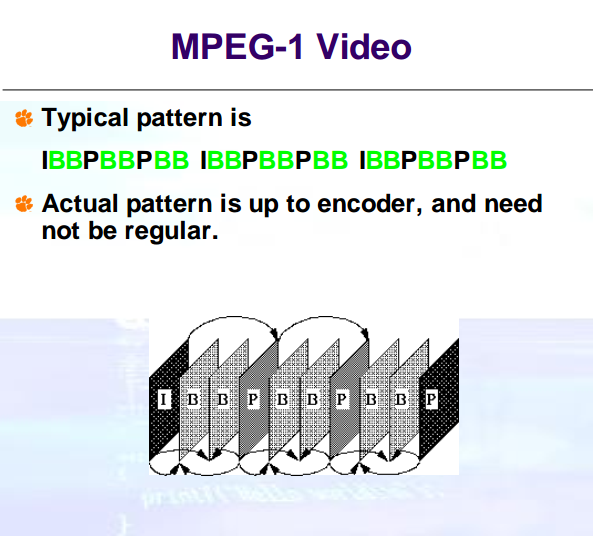 MPEG-1 Video
Typical pattern is
IBBPBBPBB IBBPBBPBB IBBPBBPBB
Actual pattern is up to encoder, and need
not be regular.
I B B P B B P B B P